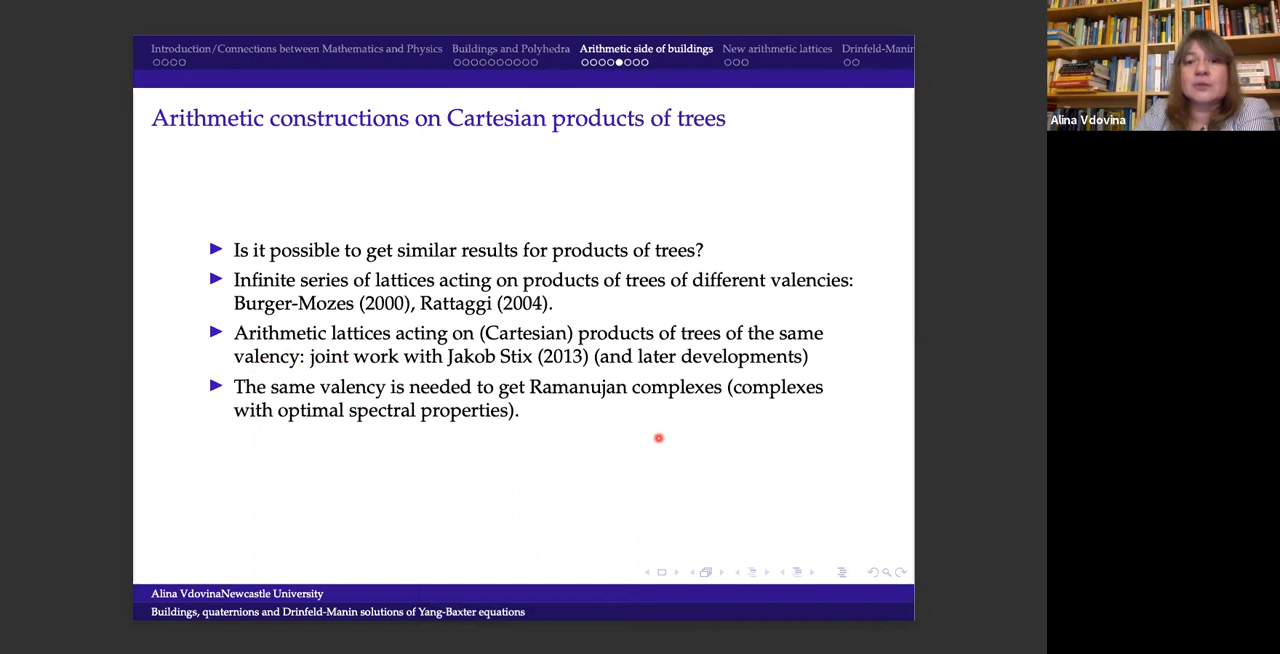 Introduction/Connections between Mathematics and Physics Buildings and Polyhedra Arithmetic side of buildings New arithmetic lattices Drinfeld-Manin
Arithmetic constructions on Cartesian products of trees
Is it possible to get similar results for products of trees?
Infinite series of lattices acting on products of trees of different valencies:
Burger-Mozes (2000), Rattaggi (2004).
Arithmetic lattices acting on (Cartesian) products of trees of the same
valency: joint work with Jakob Stix (2013) (and later developments)
The same valency is needed to get Ramanujan complexes (complexes
with optimal spectral properties).
Alina VdovinaNewcastle University
Buildings, quaternions and Drinfeld-Manin solutions of Yang-Baxter equations
Alina Vdovina